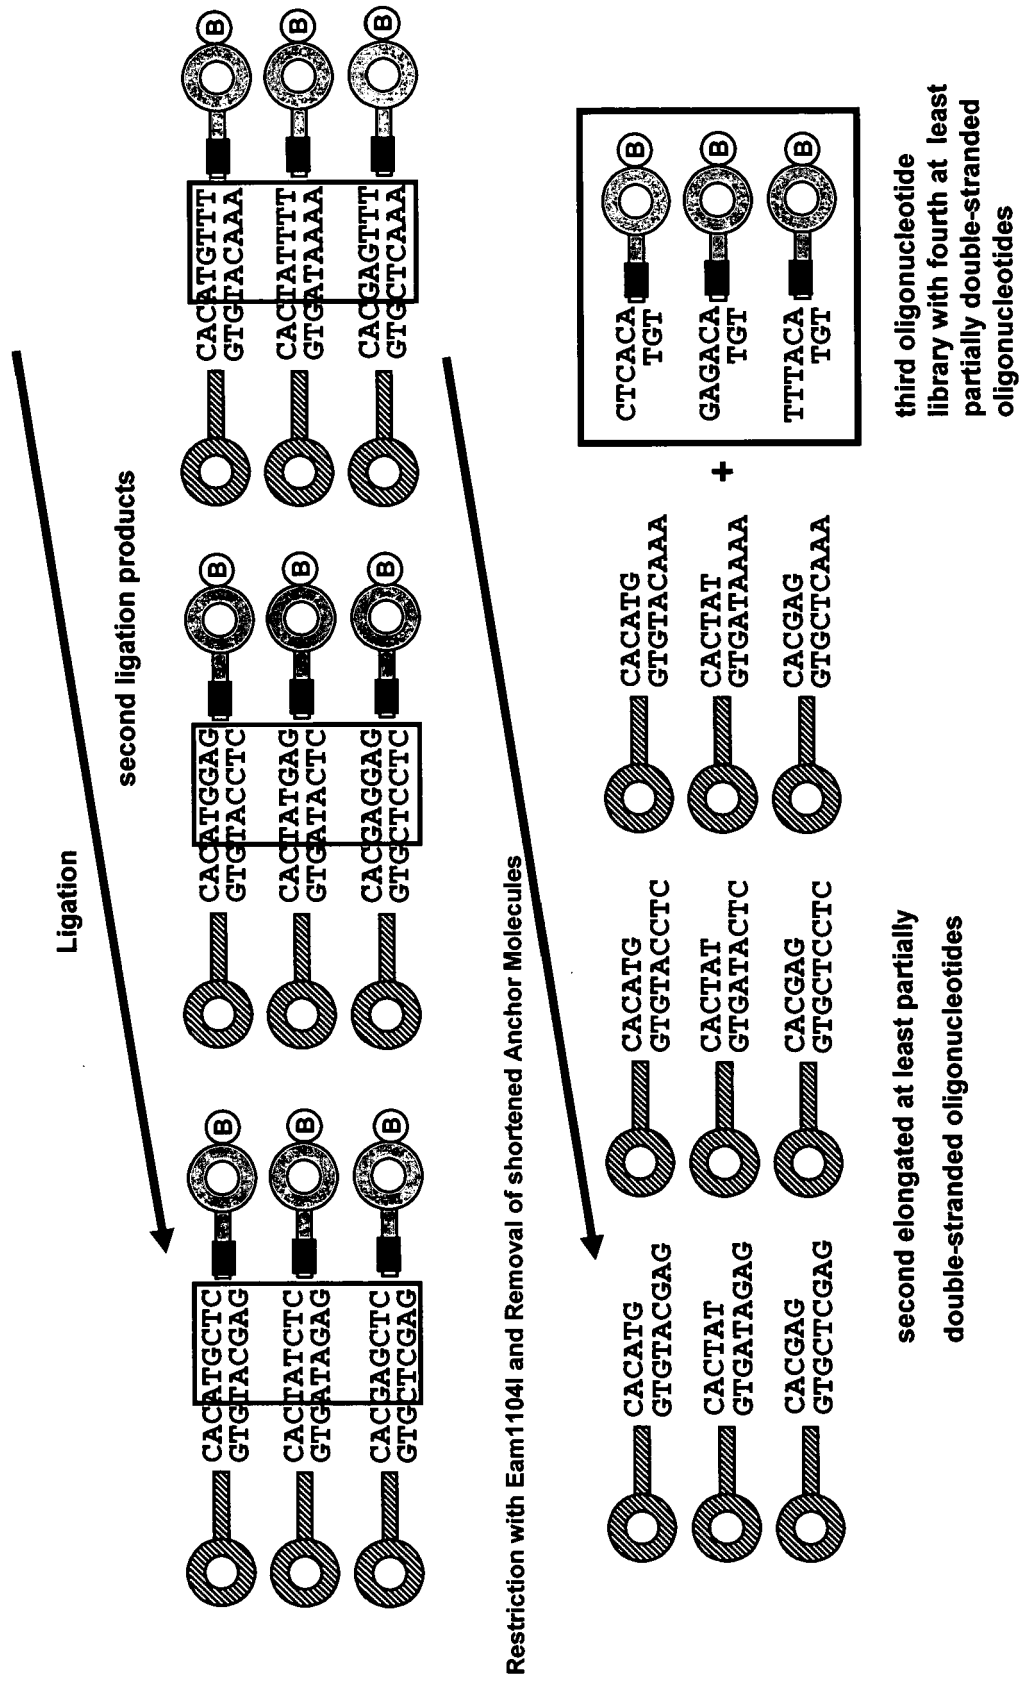 Ligation
second ligation products
CACATGCTC B CACATGGAG B CACATGTTT B
GTGTACGAG GTGTACCTC GTGTACAAA
CACTATCTC B CACTATGAG B CACTATTTT B
GTGATAGAG GTGATACTC GTGATAAAA
CACGAGCTC B CACGAGGAG B CACGAGTTT B
GTGCTCGAG GTGCTCCTC GTGCTCAAA
Restriction with Eam1104I and Removal of shortened Anchor Molecules
CACATG CACATG CACATG CTCACA B
GTGTACGAG GTGTACCTC GTGTACAAA TGT
CACTAT CACTAT CACTAT + GAGACA B
GTGATAGAG GTGATACTC GTGATAAAA TGT
CACGAG CACGAG CACGAG TTTACA B
GTGCTCGAG GTGCTCCTC GTGCTCAAA TGT
second elongated at least partially
double-stranded oligonucleotides
third oligonucleotide
library with fourth at least
partially double-stranded
oligonucleotides